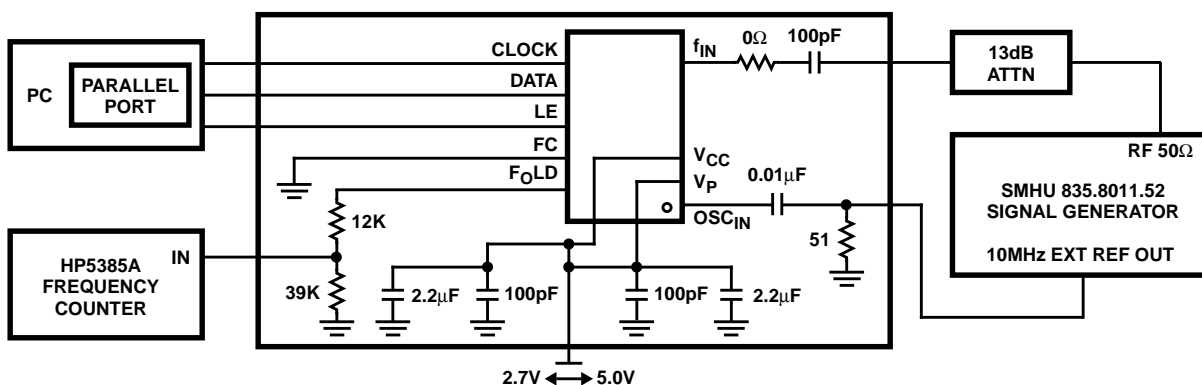 PC
PARALLEL
PORT
HP5385A
FREQUENCY
COUNTER
IN
CLOCK
DATA
LE
FC
FOLD
12K
39K
2.2μF
100pF
100pF
2.2μF
2.7V
5.0V
fIN
0Ω
100pF
VCC
VP
OSCIN
0.01μF
51
13dB
ATTN
RF 50Ω
SMHU 835.8011.52
SIGNAL GENERATOR
10MHz EXT REF OUT